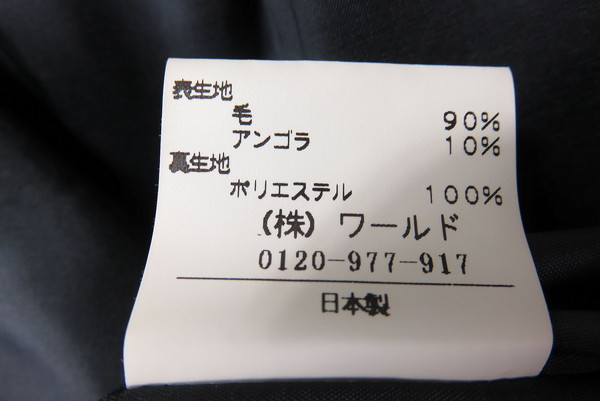 表生地
毛 90%
アンゴラ 10%
裏生地
ポリエステル 100%
(株) ワールド
0120-977-917
日本製